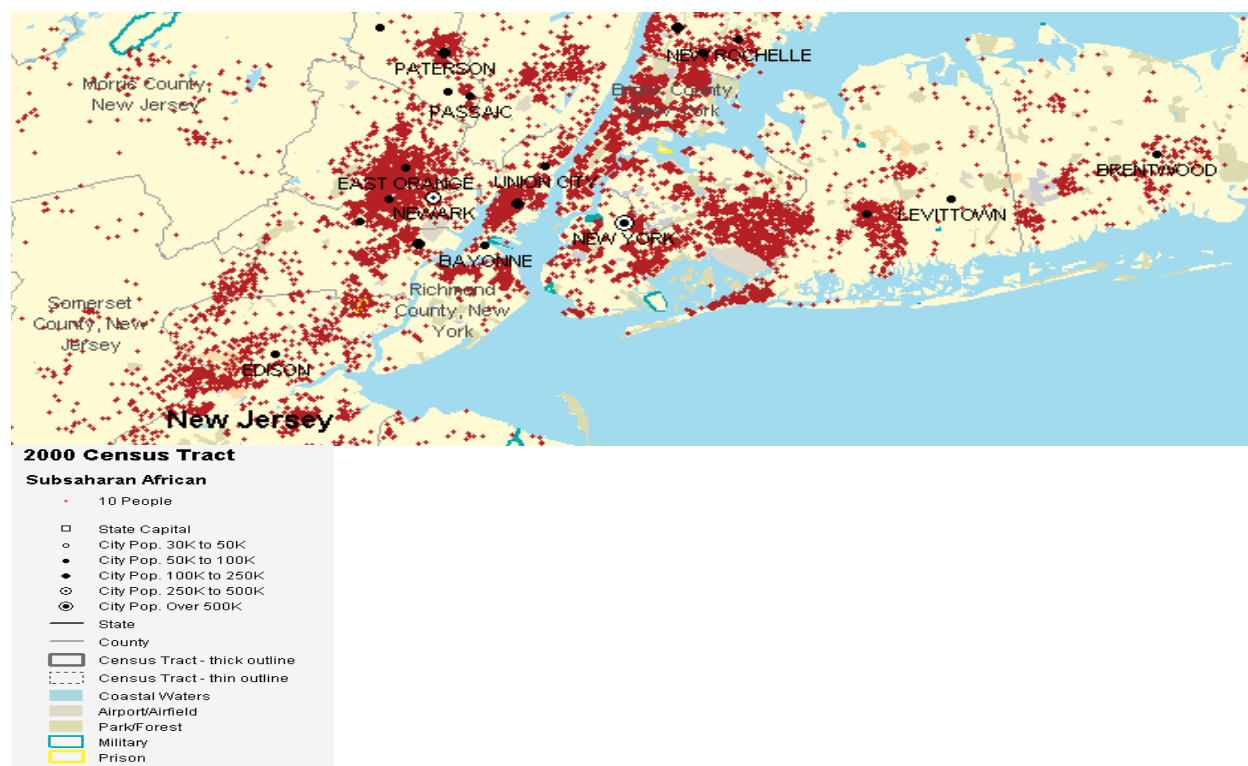 NEW ROCHELLE
PATERSON
Morris County,
New Jersey
Bronx County,
New York
PASSAIC
BRENTWOOD
EAST ORANGE
UNION CITY
NEWARK
LEVITTOWN
NEW YORK
BAYONNE
Richmond
County, New
York
Somerset
County, New
Jersey
EDISON
New Jersey
2000 Census Tract
Subsaharan African
10 People
State Capital
City Pop. 30K to 50K
City Pop. 50K to 100K
City Pop. 100K to 250K
City Pop. 250K to 500K
City Pop. Over 500K
State
County
Census Tract - thick outline
Census Tract - thin outline
Coastal Waters
Airport/Airfield
Park/Forest
Military
Prison